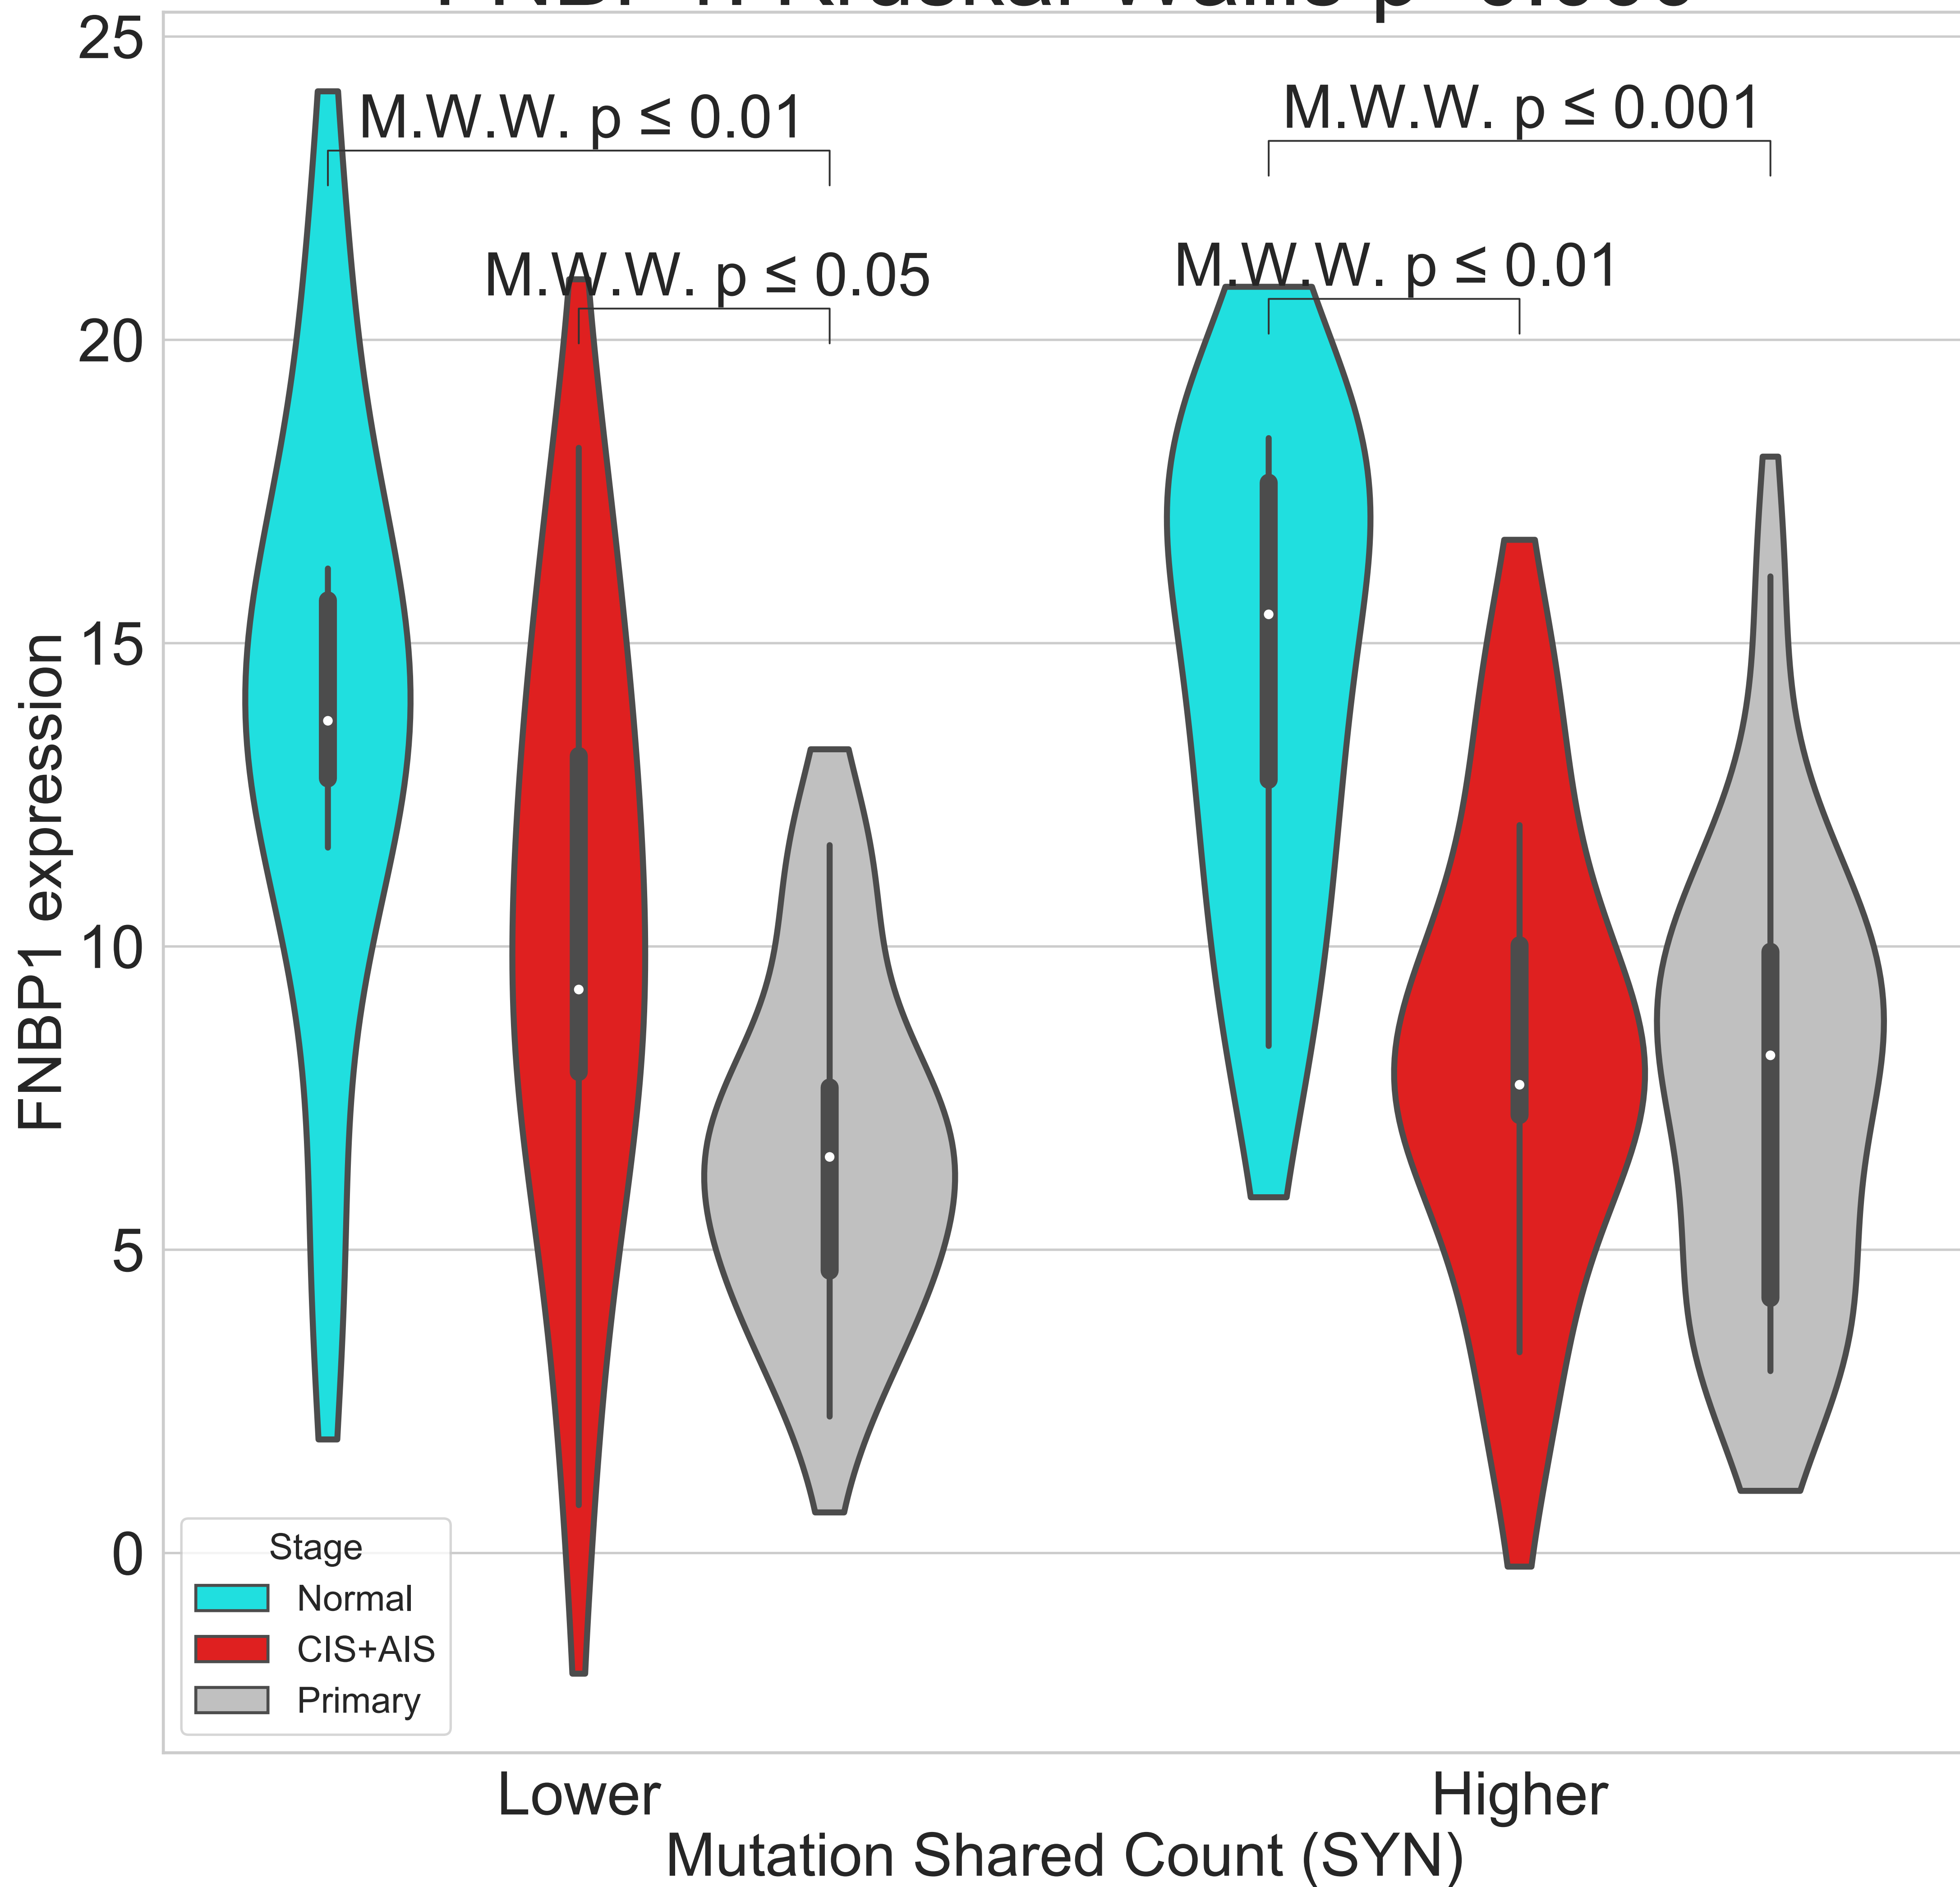 25
M.W.W. p ≤ 0.01
M.W.W. p ≤ 0.001
M.W.W. p ≤ 0.05
M.W.W. p ≤ 0.01
20
15
10
5
0
FNBP1 expression
Stage
Normal
CIS+AIS
Primary
Lower
Higher
Mutation Shared Count (SYN)